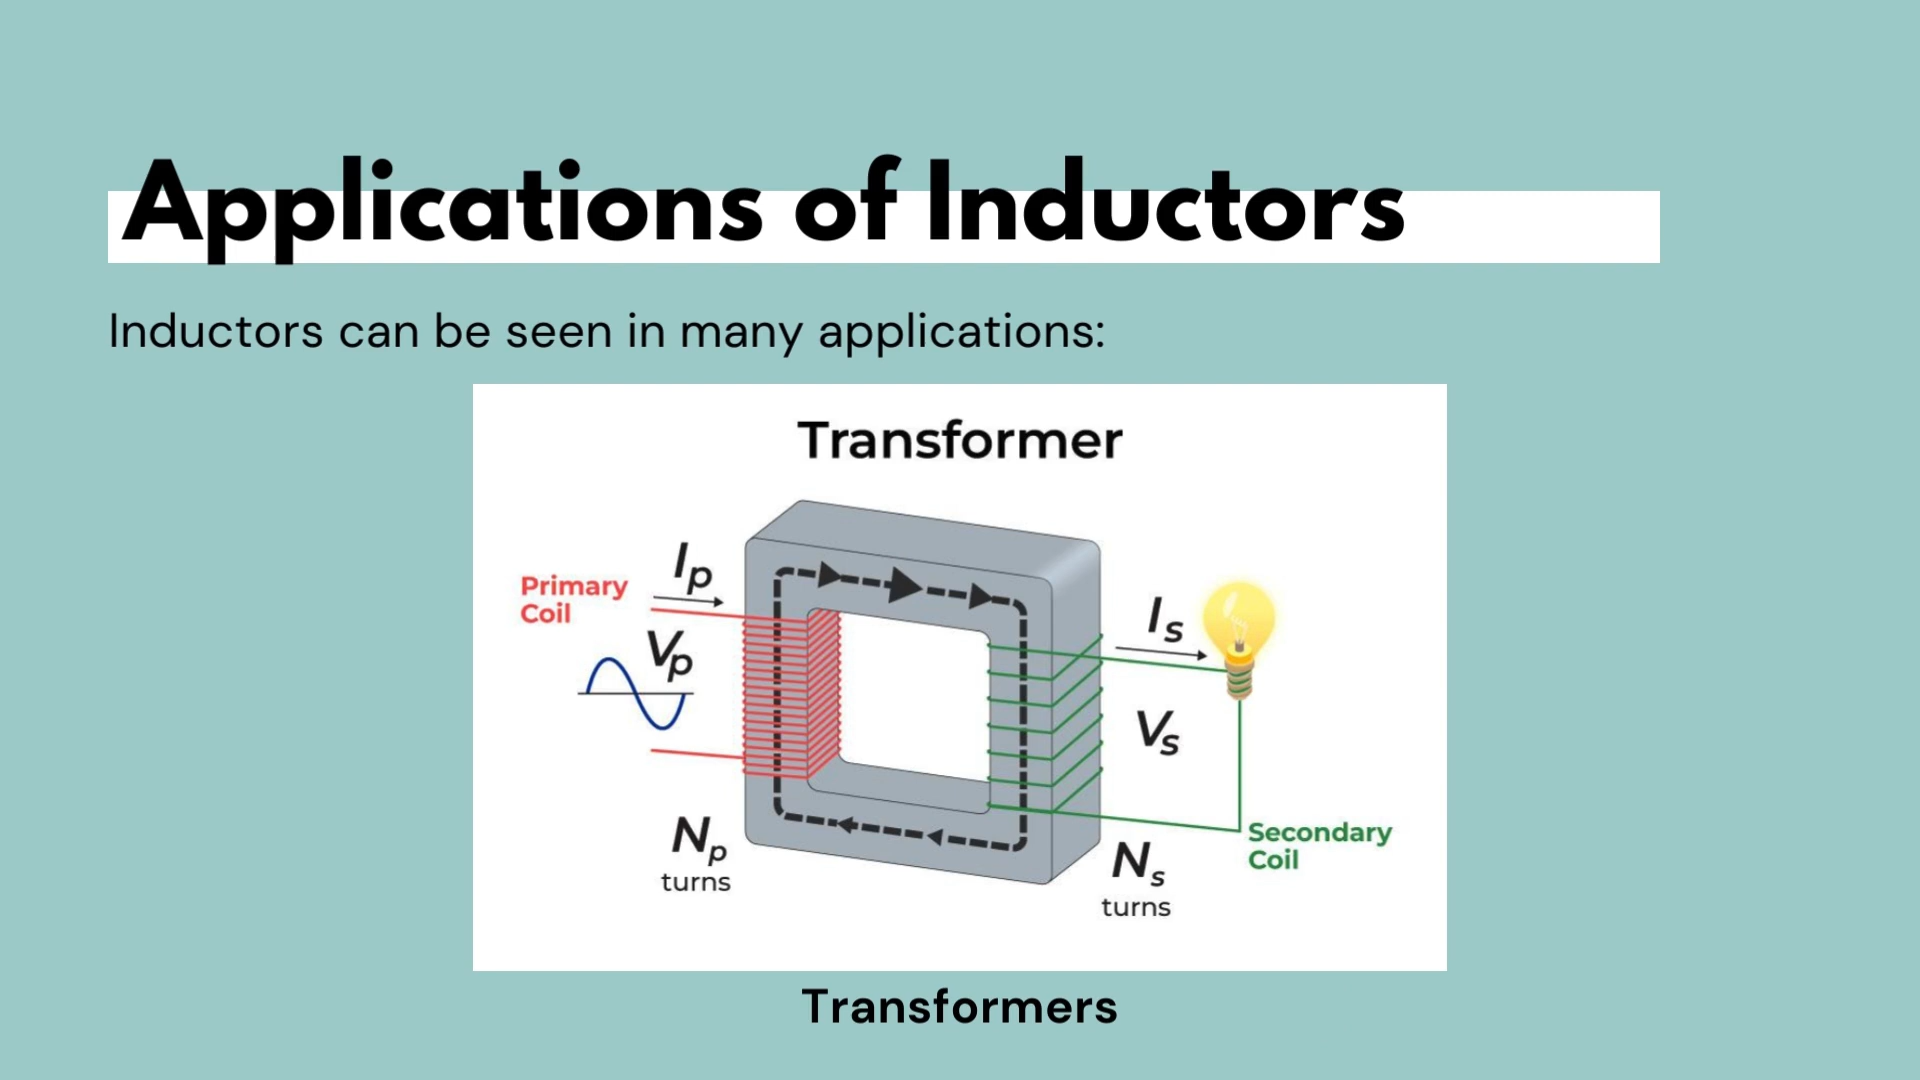 Applications of Inductors
Inductors can be seen in many applications:
Transformer
Primary
Coil
Ip
Vp
Np
turns
Is
Vs
Ns
turns
Secondary
Coil
Transformers